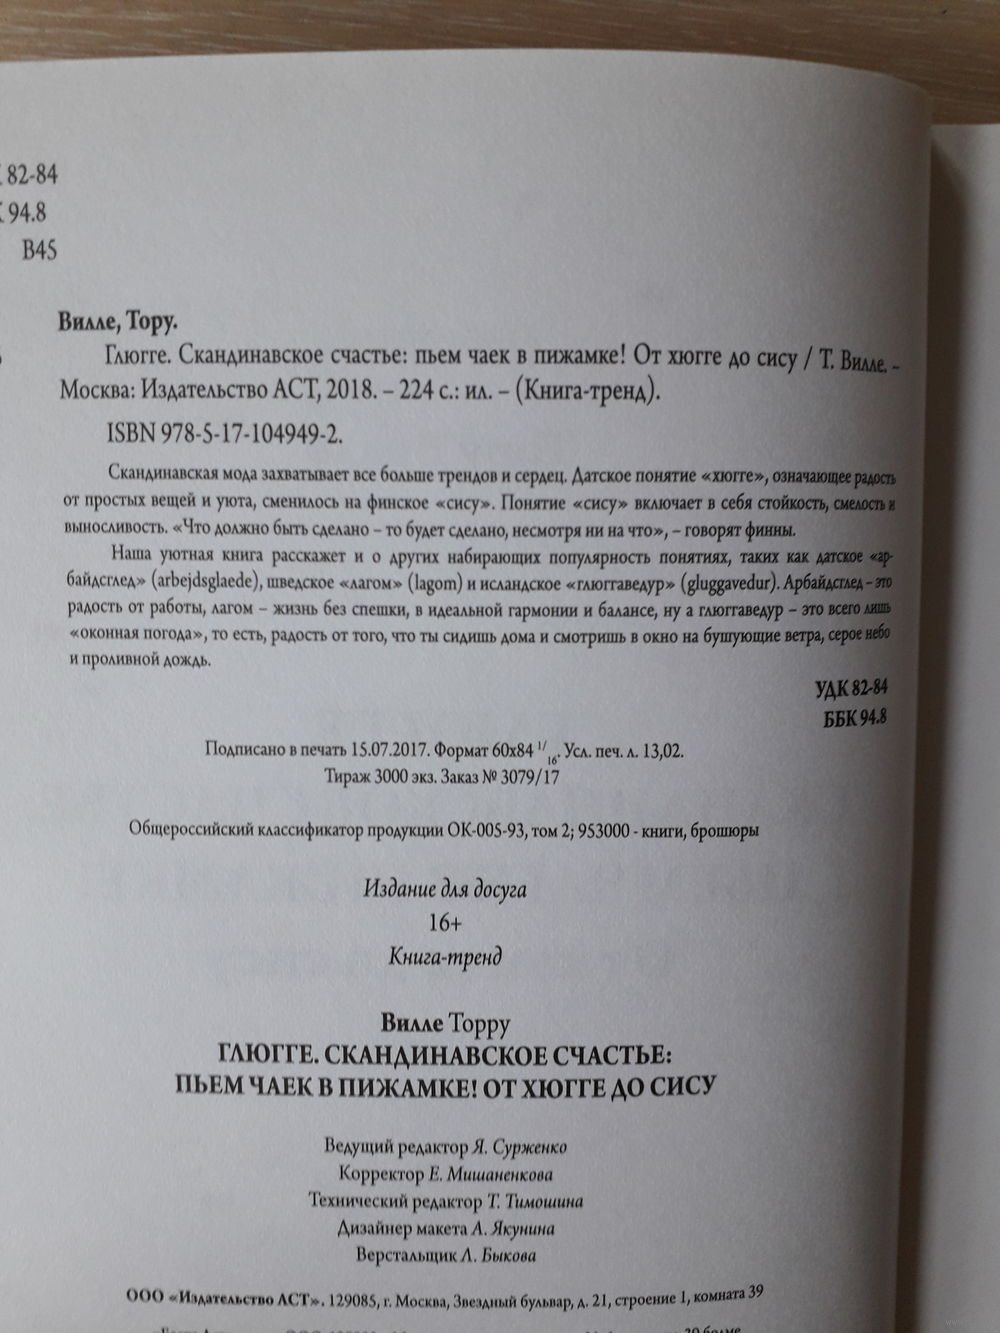 82-84
94.8
В45
Вилле, Тору.
Глюгге. Скандинавское счастье: пьем чаек в пижамке! От хюгге до сису / Т. Вилле. –
Москва: Издательство АСТ, 2018. – 224 с.: ил. – (Книга-тренд).
ISBN 978-5-17-104949-2.
Скандинавская мода захватывает все больше трендов и сердец. Датское понятие «хюгге», означающее радость
от простых вещей и уюта, сменилось на финское «сису». Понятие «сису» включает в себя стойкость, смелость и
выносливость. «Что должно быть сделано – то будет сделано, несмотря ни на что», – говорят финны.
Наша уютная книга расскажет и о других набирающих популярность понятиях, таких как датское «ар-
байдсглед» (arbejdsglaede), шведское «лагом» (lagom) и исландское «глюггаведур» (gluggavedur). Арбайдсглед – это
радость от работы, лагом – жизнь без спешки, в идеальной гармонии и балансе, ну а глюггаведур – это всего лишь
«оконная погода», то есть, радость от того, что ты сидишь дома и смотришь в окно на бушующие ветра, серое небо
и проливной дождь.
УДК 82-84
ББК 94.8
Подписано в печать 15.07.2017. Формат 60х84 1/16. Усл. печ. л. 13,02.
Тираж 3000 экз. Заказ № 3079/17
Общероссийский классификатор продукции ОК-005-93, том 2; 953000 - книги, брошюры
Издание для досуга
16+
Книга-тренд
Вилле Торру
ГЛЮГГЕ. СКАНДИНАВСКОЕ СЧАСТЬЕ:
ПЬЕМ ЧАЕК В ПИЖАМКЕ! ОТ ХЮГГЕ ДО СИСУ
Ведущий редактор Я. Сурженко
Корректор Е. Мишаненкова
Технический редактор Т. Тимошина
Дизайнер макета А. Якунина
Верстальщик Л. Быкова
ООО «Издательство АСТ». 129085, г. Москва, Звездный бульвар, д. 21, строение 1, комната 39